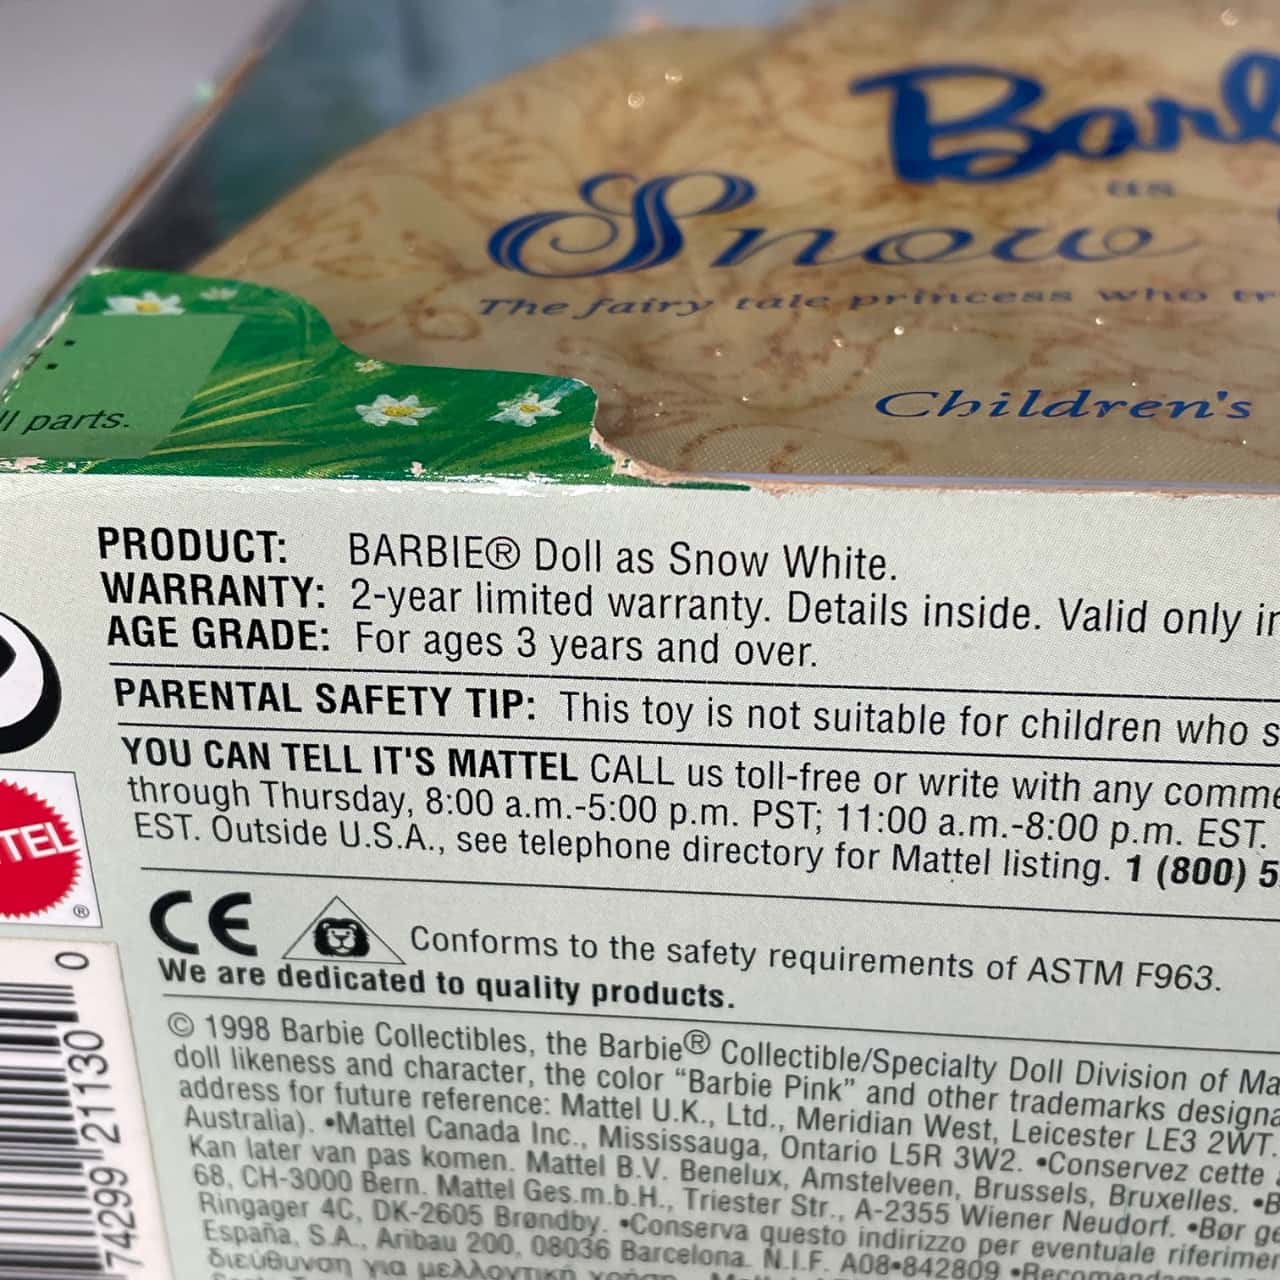 Barb
as
Snow
The fairy tale princess who tr
Children's
ll parts.
PRODUCT: BARBIE® Doll as Snow White.
WARRANTY: 2-year limited warranty. Details inside. Valid only in
AGE GRADE: For ages 3 years and over.
PARENTAL SAFETY TIP: This toy is not suitable for children who s
YOU CAN TELL IT'S MATTEL CALL us toll-free or write with any comme
through Thursday, 8:00 a.m.-5:00 p.m. PST; 11:00 a.m.-8:00 p.m. EST.
EST. Outside U.S.A., see telephone directory for Mattel listing. 1 (800) 5
TEL
®
CE
Conforms to the safety requirements of ASTM F963.
We are dedicated to quality products.
© 1998 Barbie Collectibles, the Barbie® Collectible/Specialty Doll Division of Ma
doll likeness and character, the color “Barbie Pink” and other trademarks designa
address for future reference: Mattel U.K., Ltd., Meridian West, Leicester LE3 2WT.
Australia). •Mattel Canada Inc., Mississauga, Ontario L5R 3W2. •Conservez cette
Kan later van pas komen. Mattel B.V. Benelux, Amstelveen, Brussels, Bruxelles. •B
68, CH-3000 Bern. Mattel Ges.m.b.H., Triester Str., A-2355 Wiener Neudorf. •Bør ge
Ringager 4C, DK-2605 Brøndby. •Conserva questo indirizzo per eventuale riferimen
España, S.A., Aribau 200, 08036 Barcelona. N.I.F. A08•842809 •Recome
διεύθυνση για μελλοντική
0
74299 21130